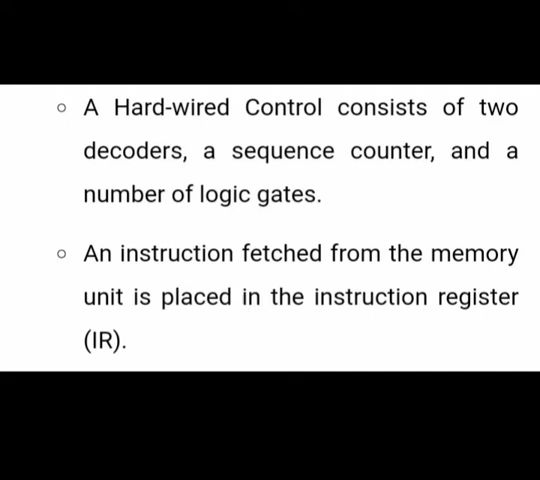 ○ A Hard-wired Control consists of two
decoders, a sequence counter, and a
number of logic gates.
○ An instruction fetched from the memory
unit is placed in the instruction register
(IR).